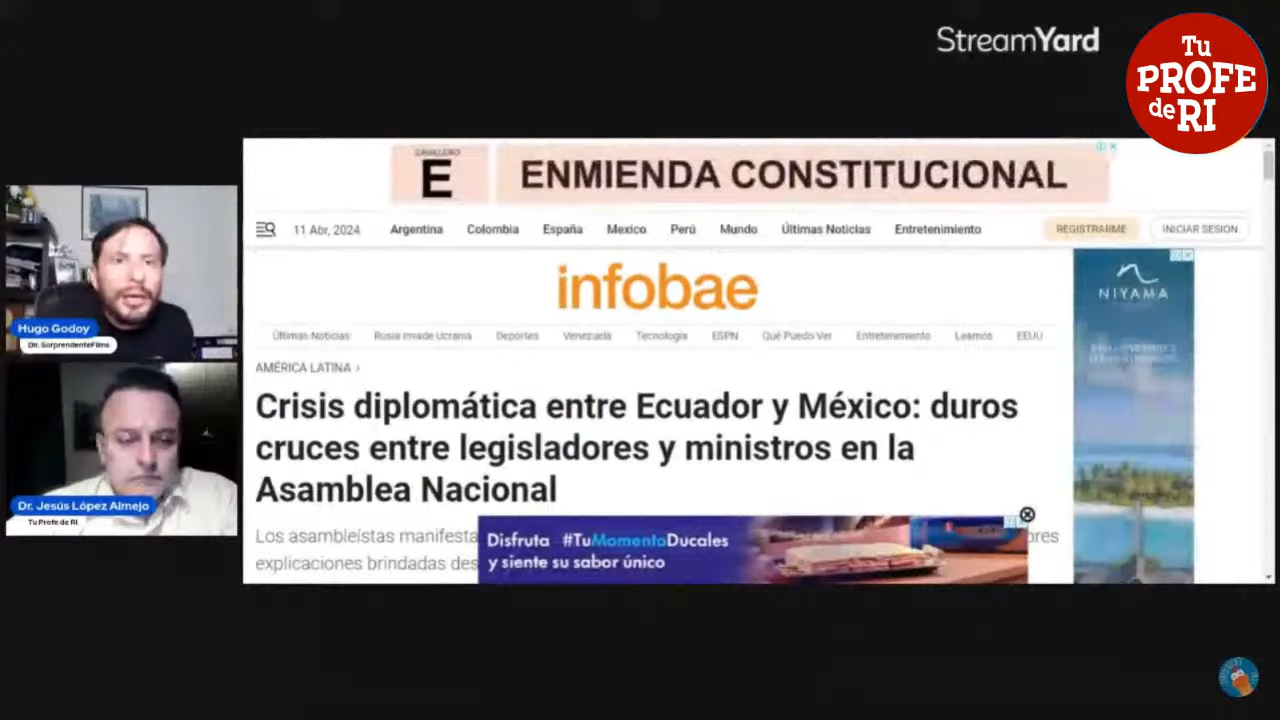 StreamYard
Tu
PROFE
de RI
CABALLERO
E
ENMIENDA CONSTITUCIONAL
11 Abr, 2024 Argentina Colombia España Mexico Perú Mundo Últimas Noticias Entretenimiento REGISTRARME INICIAR SESION
infobae
NIYAMA
Últimas Noticias Rusia invade Ucrania Deportes Venezuela Tecnología ESPN Qué Puedo Ver Entretenimiento Leamos EEUU
AMÉRICA LATINA ›
Crisis diplomática entre Ecuador y México: duros
cruces entre legisladores y ministros en la
Asamblea Nacional
Los asambleístas manifesta
explicaciones brindadas des
Disfruta #TuMomentoDucales
y siente su sabor único
Hugo Godoy
Dir. SorprendenteFilms
Dr. Jesús López Almejo
Tu Profe de RI